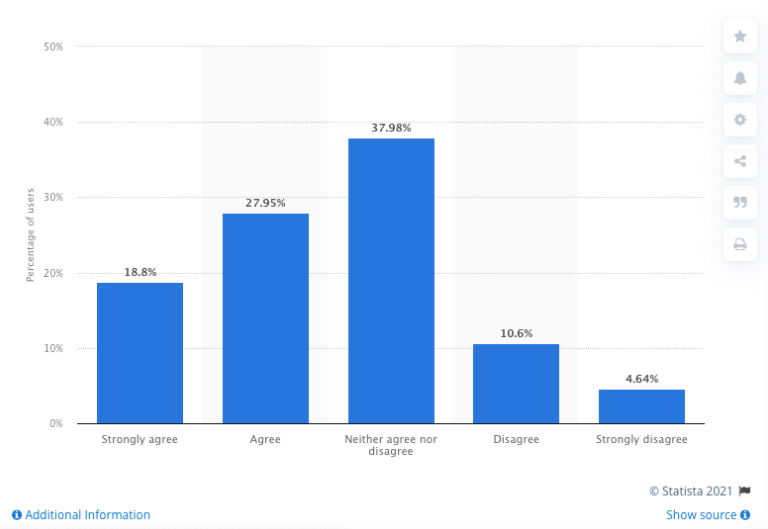 50%
40%
30%
20%
10%
0%
Percentage of users
18.8%
27.95%
37.98%
10.6%
4.64%
Strongly agree
Agree
Neither agree nor
disagree
Disagree
Strongly disagree
© Statista 2021
Additional Information
Show source